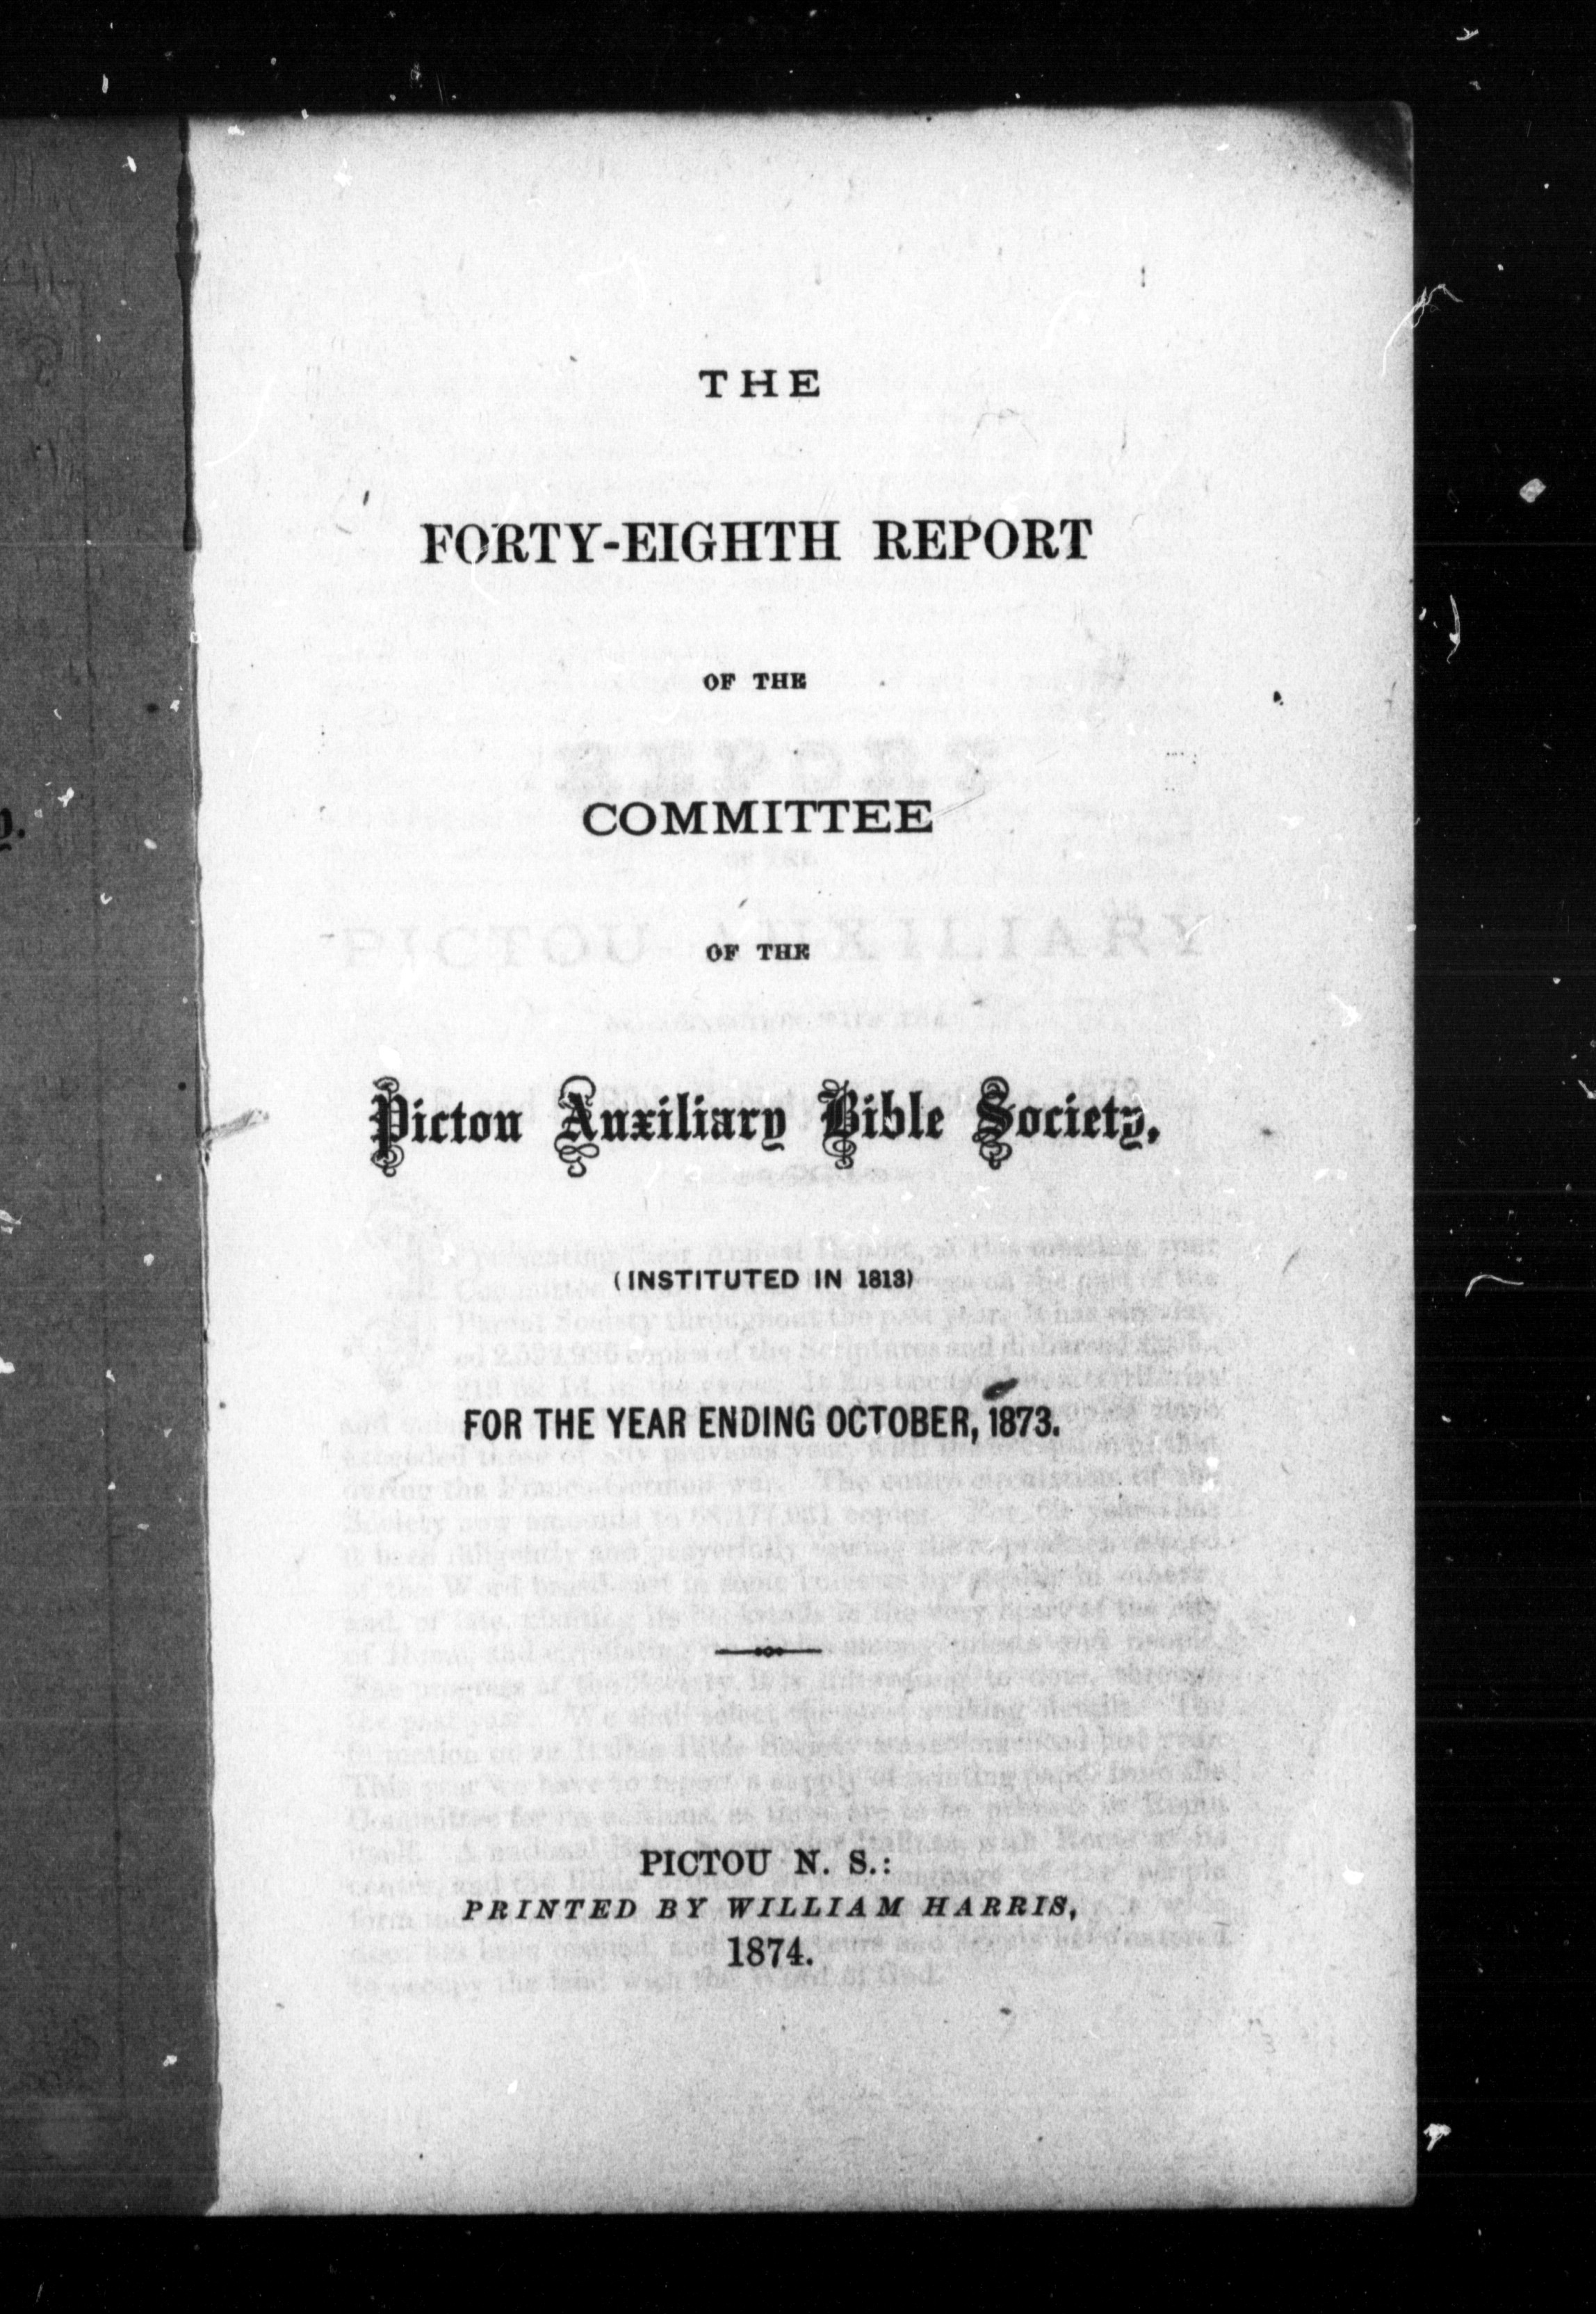 THE
FORTY-EIGHTH REPORT
OF THE
COMMITTEE
OF THE
Pictou Auxiliary Bible Society,
(INSTITUTED IN 1813)
FOR THE YEAR ENDING OCTOBER, 1873.
PICTOU N. S.:
PRINTED BY WILLIAM HARRIS,
1874.